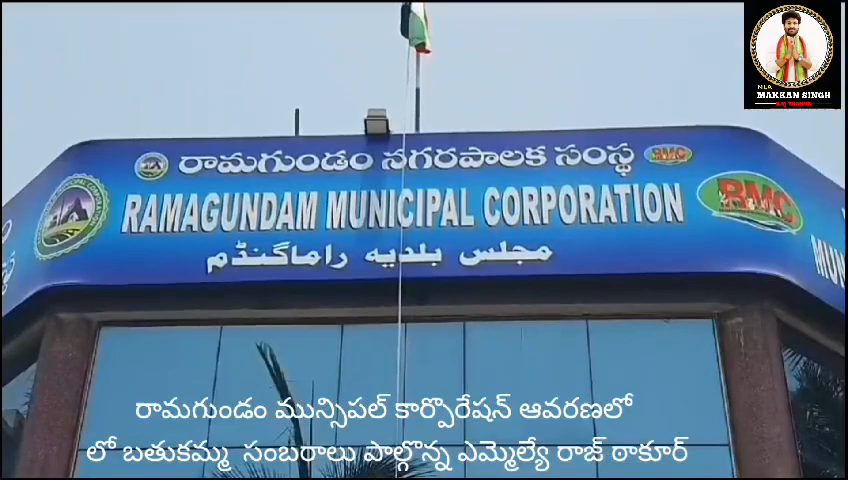 MLA
MAKKAN SINGH
రామగుండం నగరపాలక సంస్థ RMC
RAMAGUNDAM MUNICIPAL CORPORATION RMC
مجلس بلدیہ راماگنڈم
రామగుండం మున్సిపల్ కార్పొరేషన్ ఆవరణలో
లో బతుకమ్మ సంబరాలు పాల్గొన్న ఎమ్మెల్యే రాజ్ ఠాకూర్